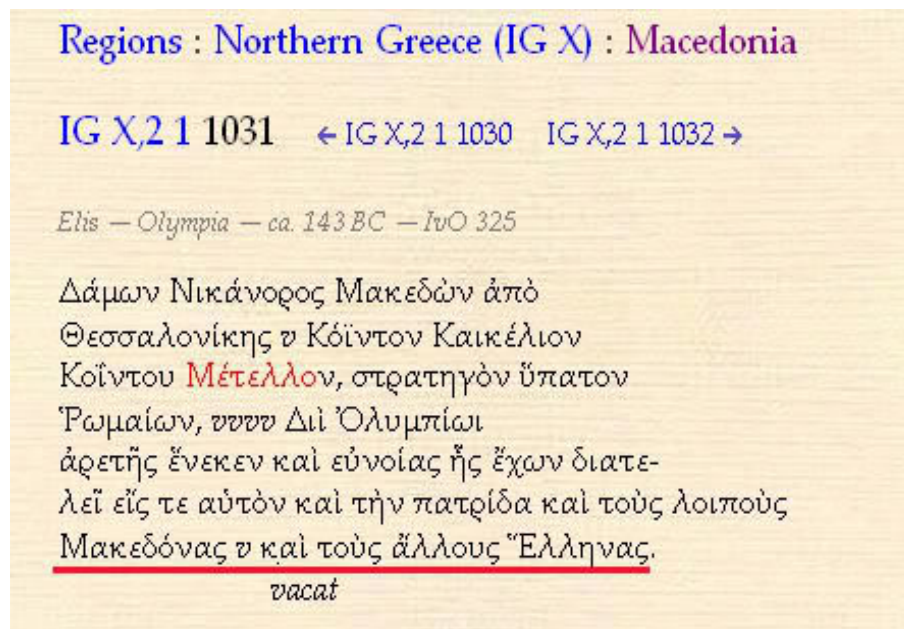 Regions : Northern Greece (IG X) : Macedonia
IG X,2 1 1031 ← IG X,2 1 1030 IG X,2 1 1032 →
Elis — Olympia — ca. 143 BC — IvO 325
Δάμων Νικάνορος Μακεδὼν ἀπὸ
Θεσσαλονίκης v Κόϊντον Καικέλιον
Κοΐντου Μέτελλον, στρατηγὸν ὕπατον
Ῥωμαίων, vvvv Διὶ Ὀλυμπίωι
ἀρετῆς ἕνεκεν καὶ εὐνοίας ἧς ἔχων διατε-
λεῖ εἴς τε αὑτὸν καὶ τὴν πατρίδα καὶ τοὺς λοιποὺς
Μακεδόνας v κ̣αὶ τοὺς ἄλλους Ἕλληνας.
vacat